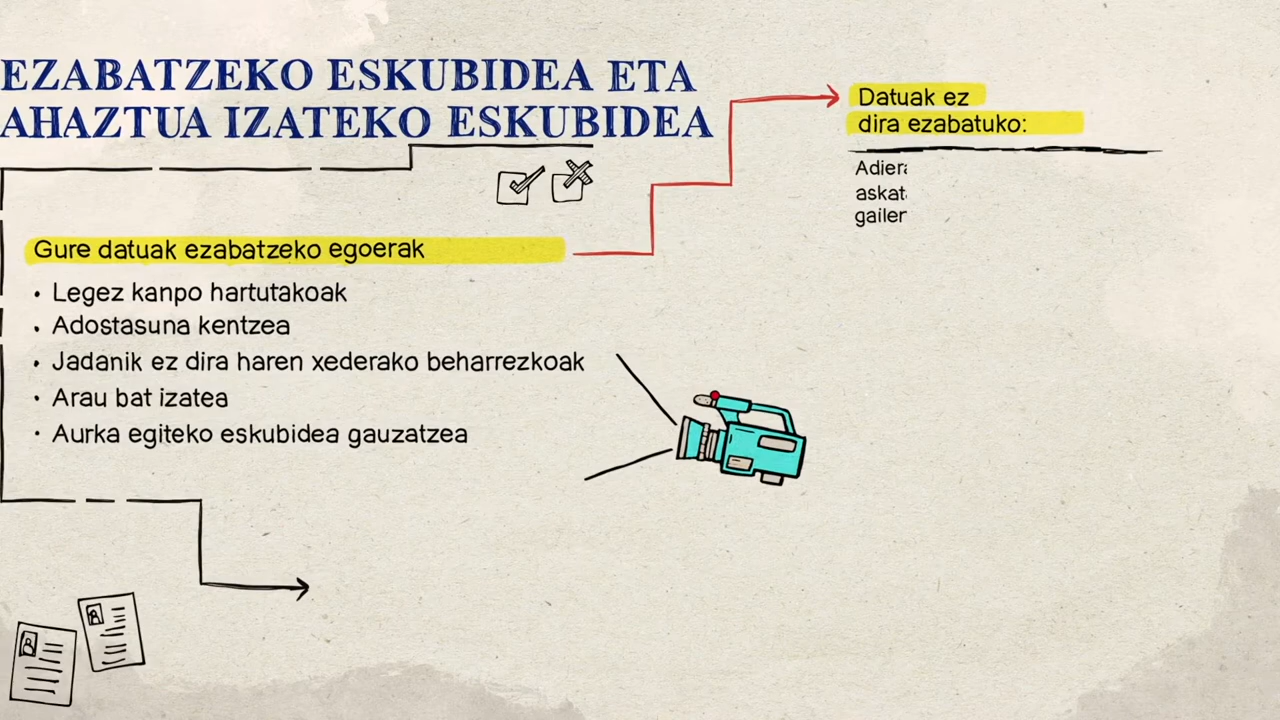 EZABATZEKO ESKUBIDEA ETA
AHAZTUA IZATEKO ESKUBIDEA
Gure datuak ezabatzeko egoerak
• Legez kanpo hartutakoak
• Adostasuna kentzea
• Jadanik ez dira haren xederako beharrezkoak
• Arau bat izatea
• Aurka egiteko eskubidea gauzatzea
Datuak ez
dira ezabatuko: